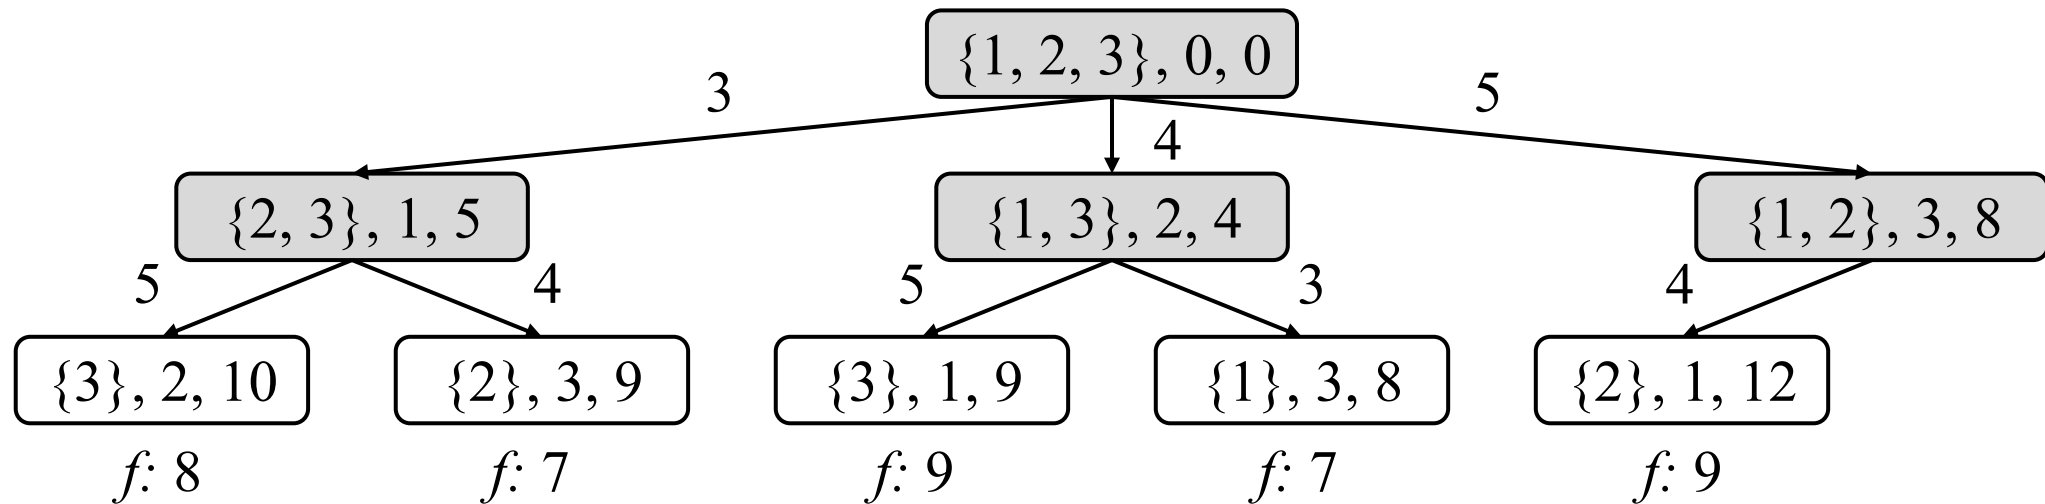 {1, 2, 3}, 0, 0
3
4
5
{2, 3}, 1, 5
{1, 3}, 2, 4
{1, 2}, 3, 8
5
4
5
3
4
{3}, 2, 10
{2}, 3, 9
{3}, 1, 9
{1}, 3, 8
{2}, 1, 12
f: 8
f: 7
f: 9
f: 7
f: 9